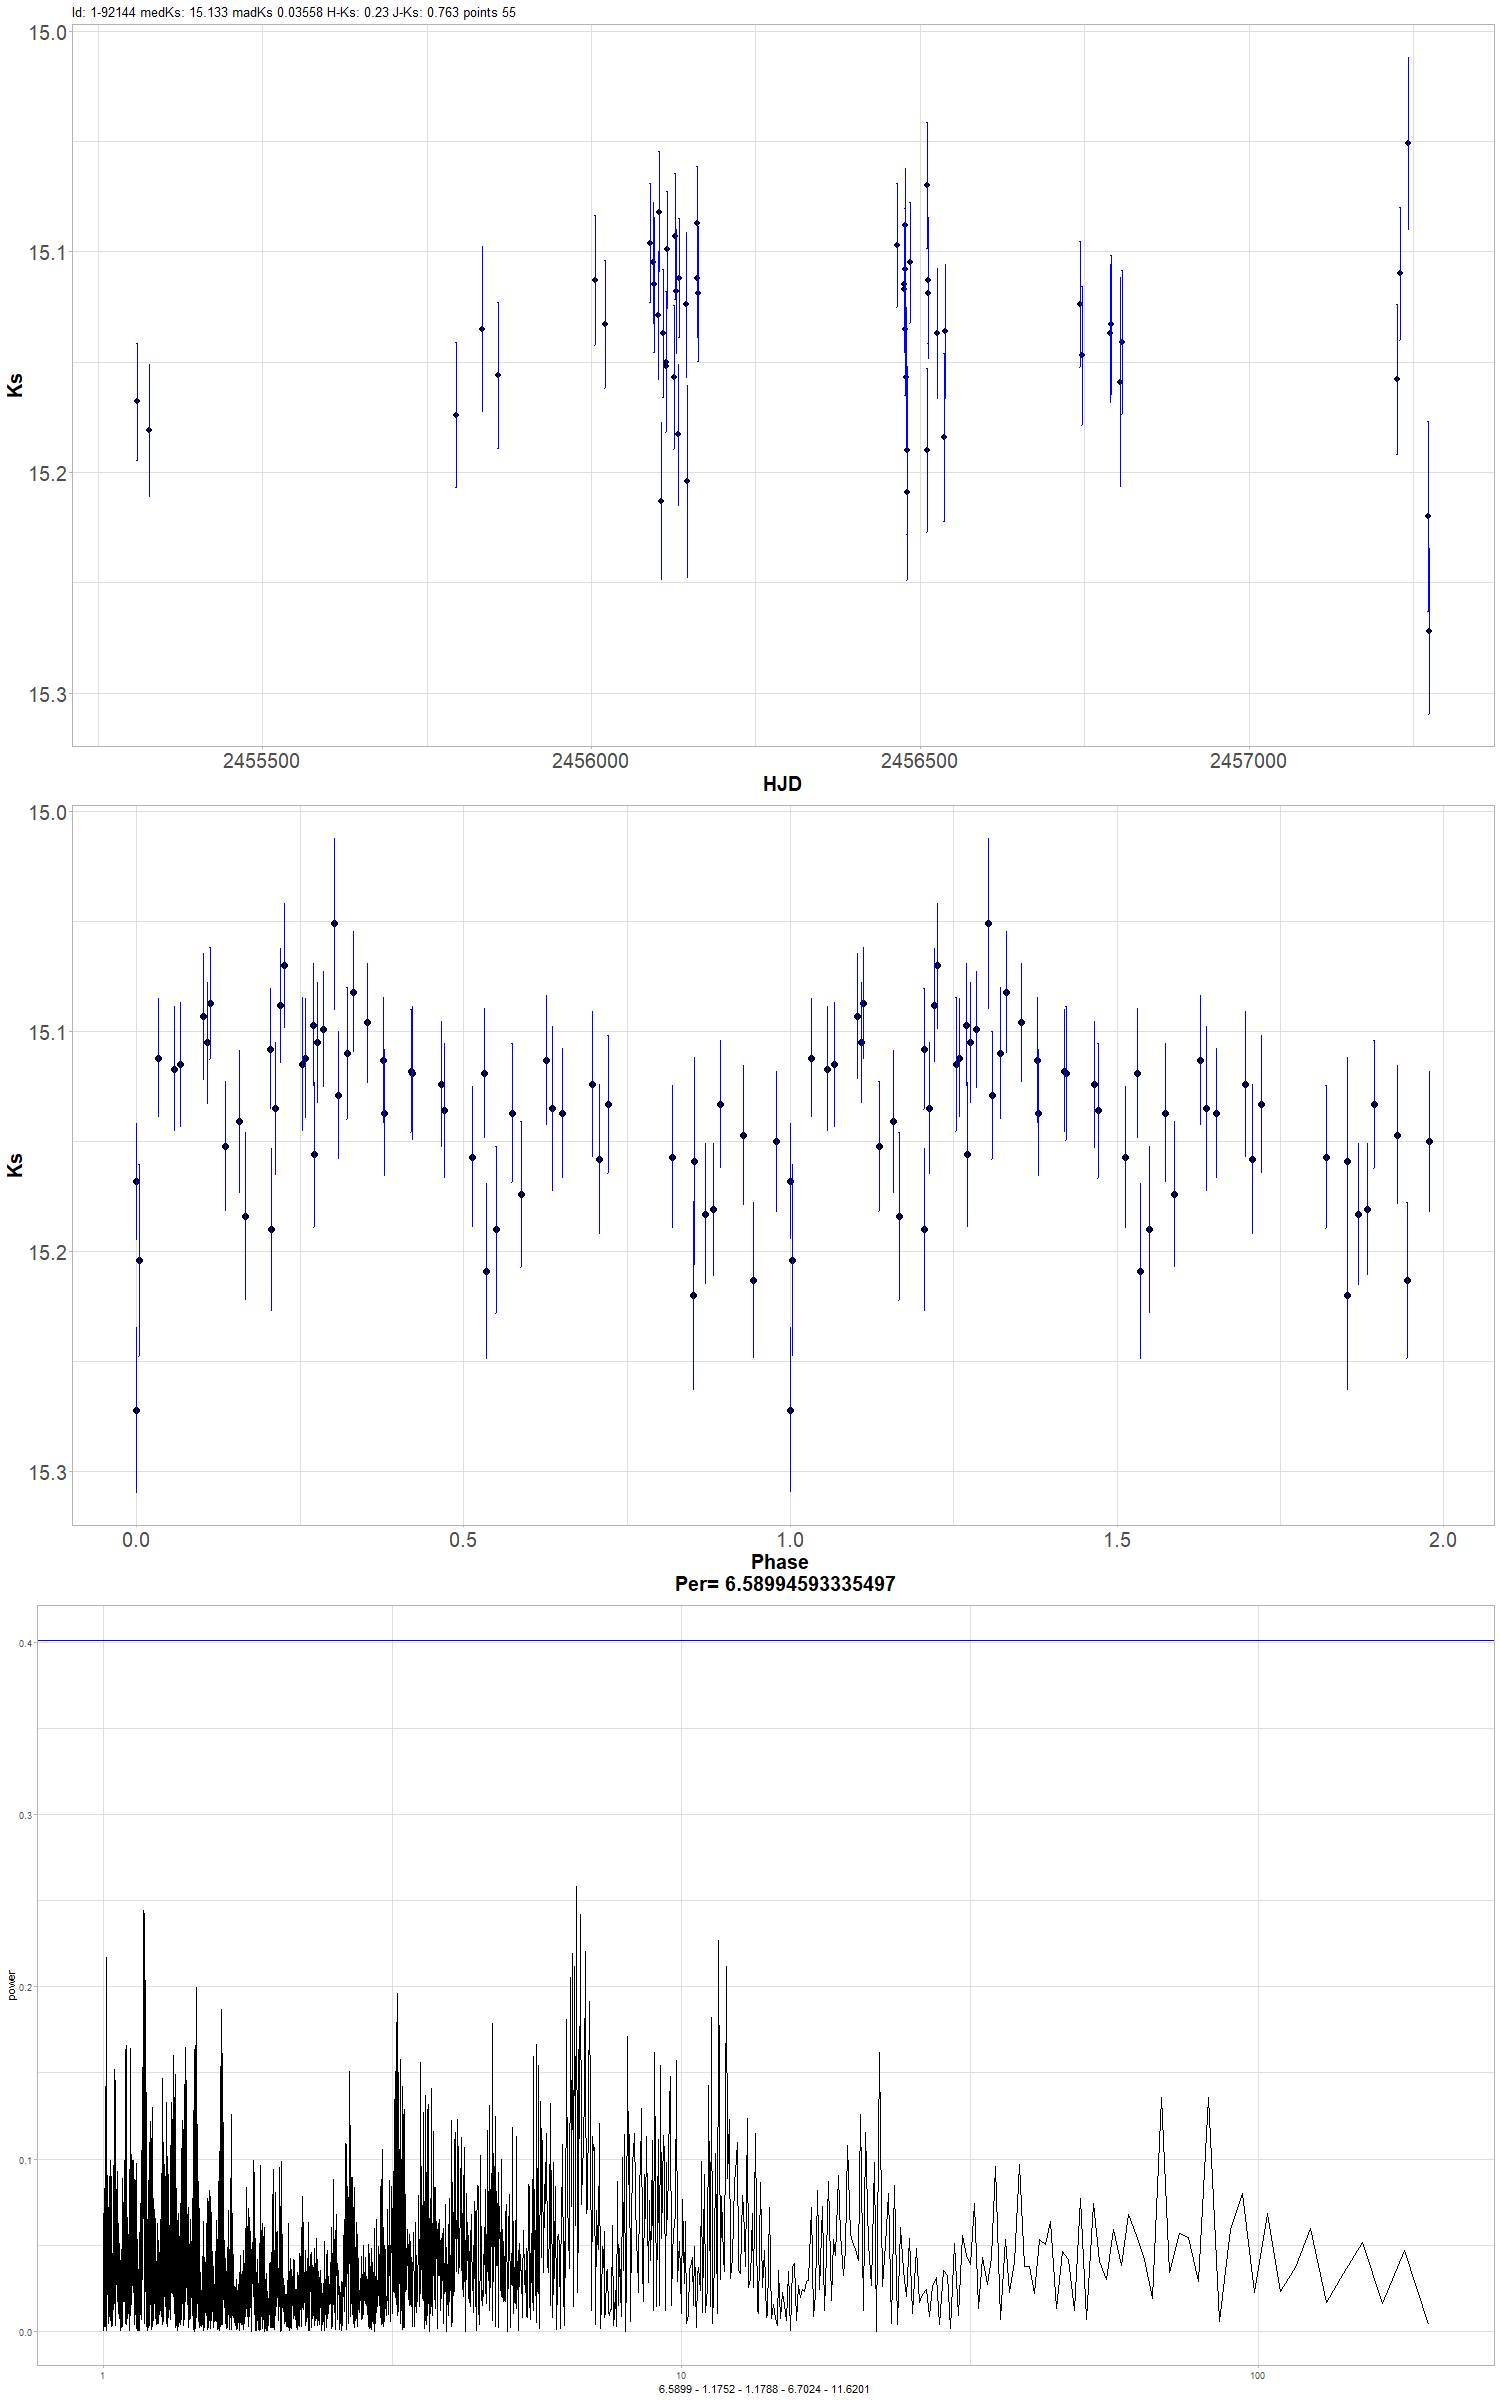 Id: 1-92144 medKs: 15.133 madKs 0.03558 H-Ks: 0.23 J-Ks: 0.763 points 55
15.0
15.1
15.2
15.3
Ks
2455500 2456000 2456500 2457000
HJD
15.0
15.1
15.2
15.3
Ks
0.0 0.5 1.0 1.5 2.0
Phase
Per= 6.58994593335497
0.4
0.3
0.2
0.1
0.0
power
1 10 100
6.5899 - 1.1752 - 1.1788 - 6.7024 - 11.6201